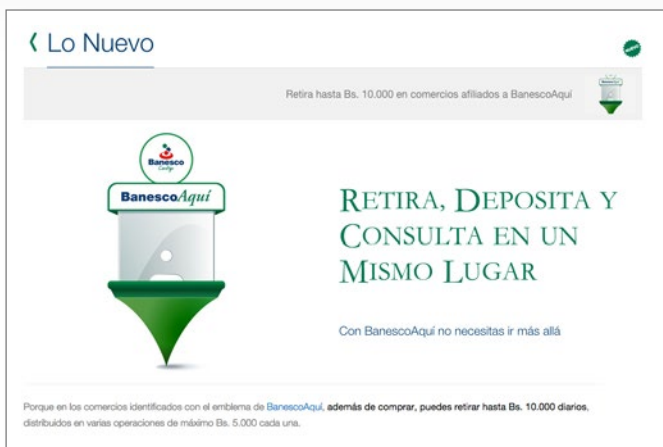 Lo Nuevo
NUEVO
Retira hasta Bs. 10.000 en comercios afiliados a BanescoAquí
Banesco
BanescoAquí
RETIRA, DEPOSITA Y
CONSULTA EN UN
MISMO LUGAR
Con BanescoAquí no necesitas ir más allá
Porque en los comercios identificados con el emblema de BanescoAquí, además de comprar, puedes retirar hasta Bs. 10.000 diarios,
distribuidos en varias operaciones de máximo Bs. 5.000 cada una.